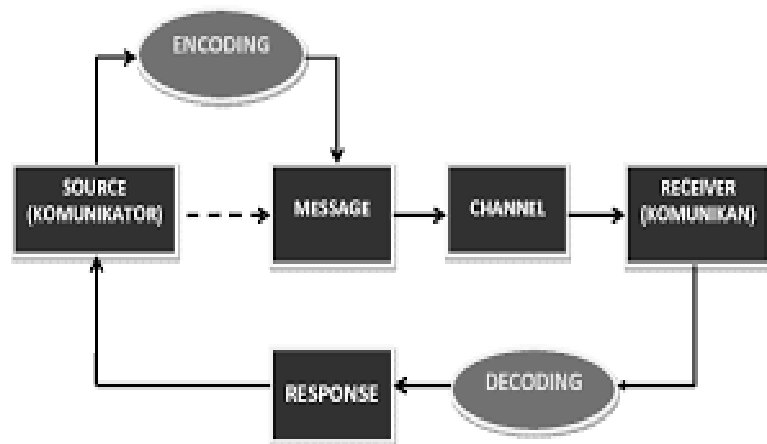 ENCODING
SOURCE
(KOMUNIKATOR)
MESSAGE
CHANNEL
RECEIVER
(KOMUNIKAN)
RESPONSE
DECODING